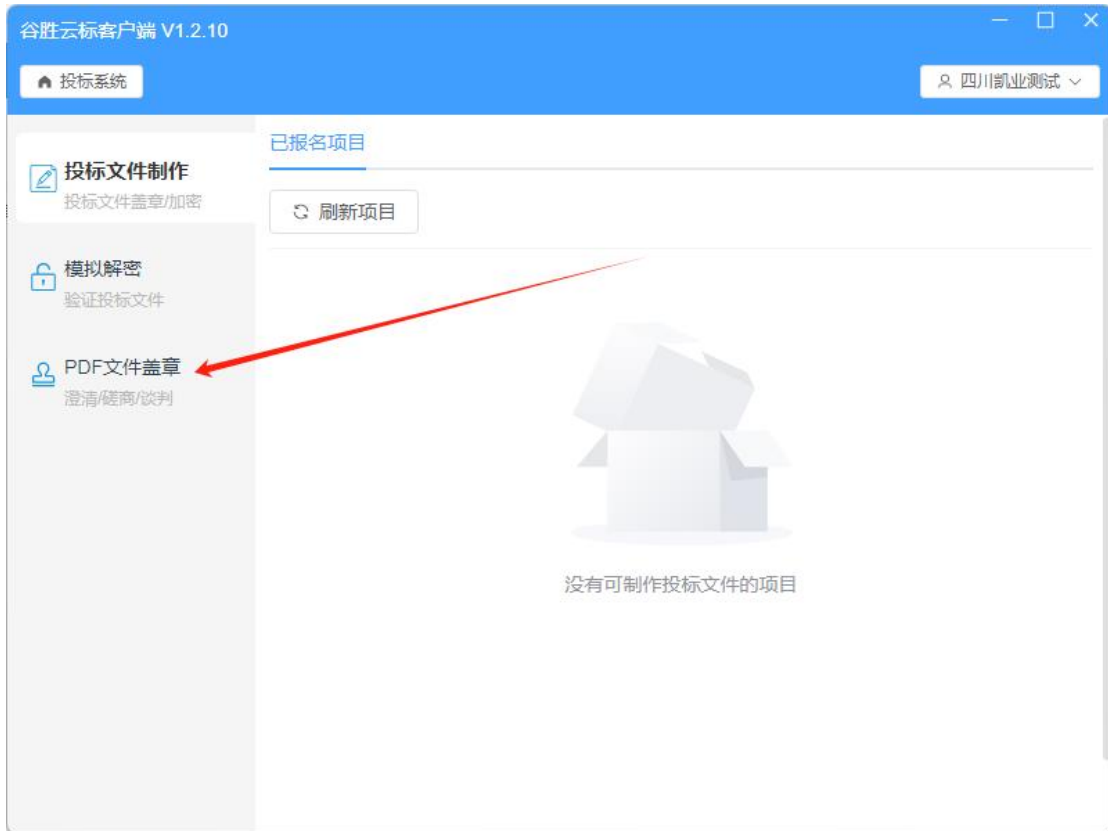 谷胜云标客户端 V1.2.10
投标系统
四川凯业测试
投标文件制作
投标文件盖章/加密
模拟解密
验证投标文件
PDF文件盖章
澄清/磋商/谈判
已报名项目
刷新项目
没有可制作投标文件的项目